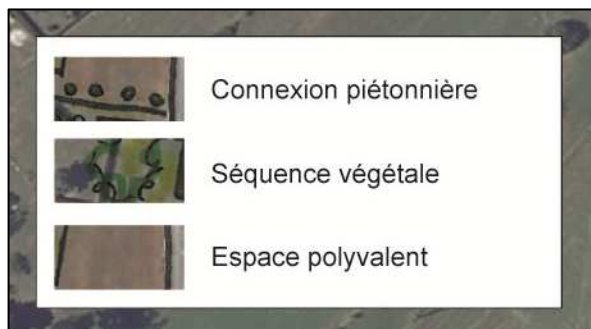 Connexion piétonnière
Séquence végétale
Espace polyvalent